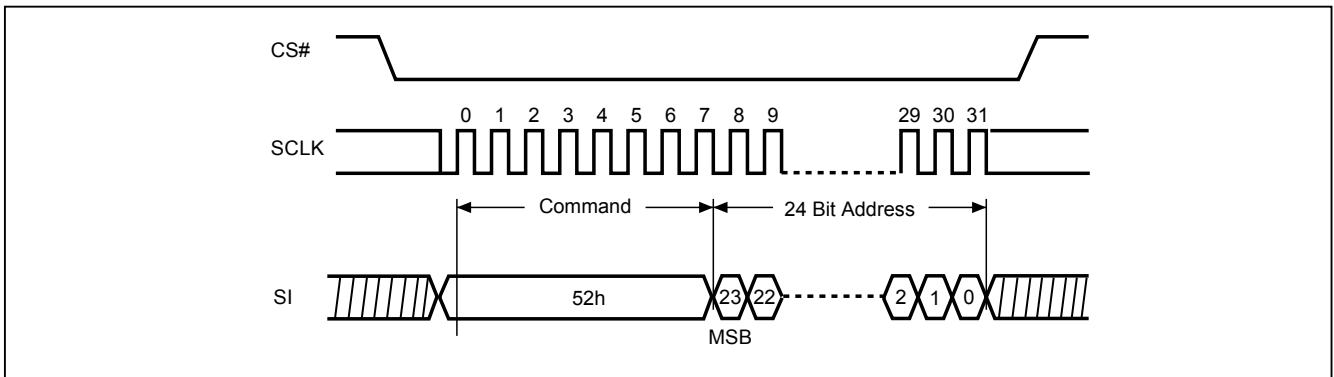 CS#
0 1 2 3 4 5 6 7 8 9 29 30 31
SCLK
Command 24 Bit Address
SI 52h 23 22 2 1 0
MSB